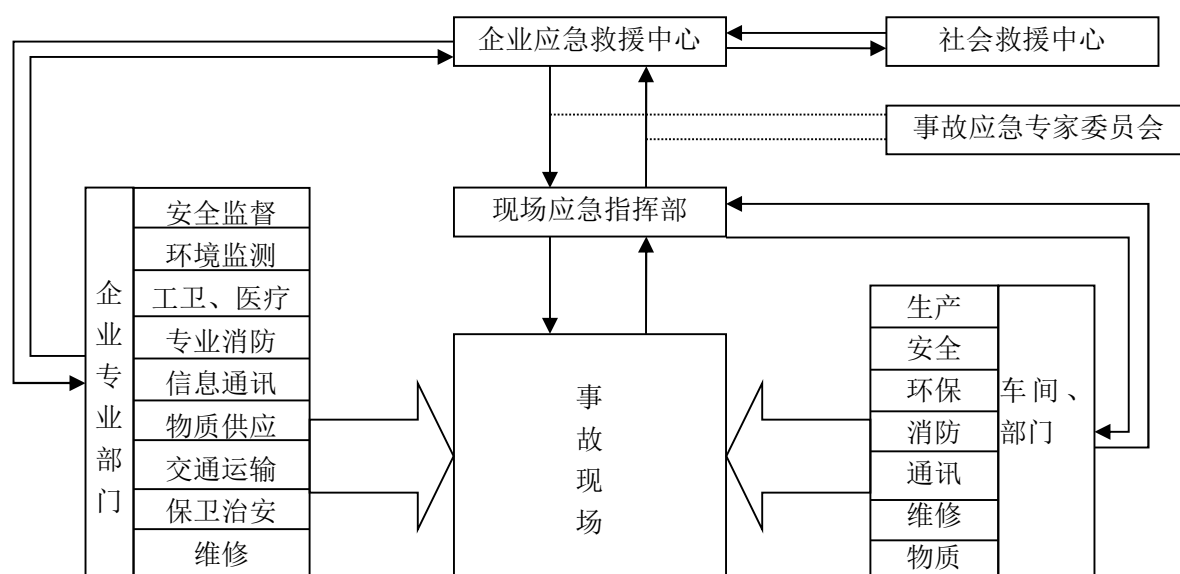 企业应急救援中心
社会救援中心
事故应急专家委员会
现场应急指挥部
企业专业部门
安全监督
环境监测
工卫、医疗
专业消防
信息通讯
物质供应
交通运输
保卫治安
维修
事故现场
生产
安全
环保
消防
通讯
维修
物质
车间、
部门